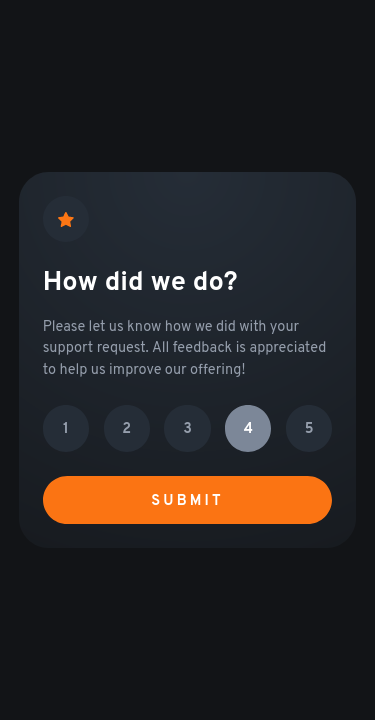 How did we do?
Please let us know how we did with your
support request. All feedback is appreciated
to help us improve our offering!
1 2 3 4 5
SUBMIT